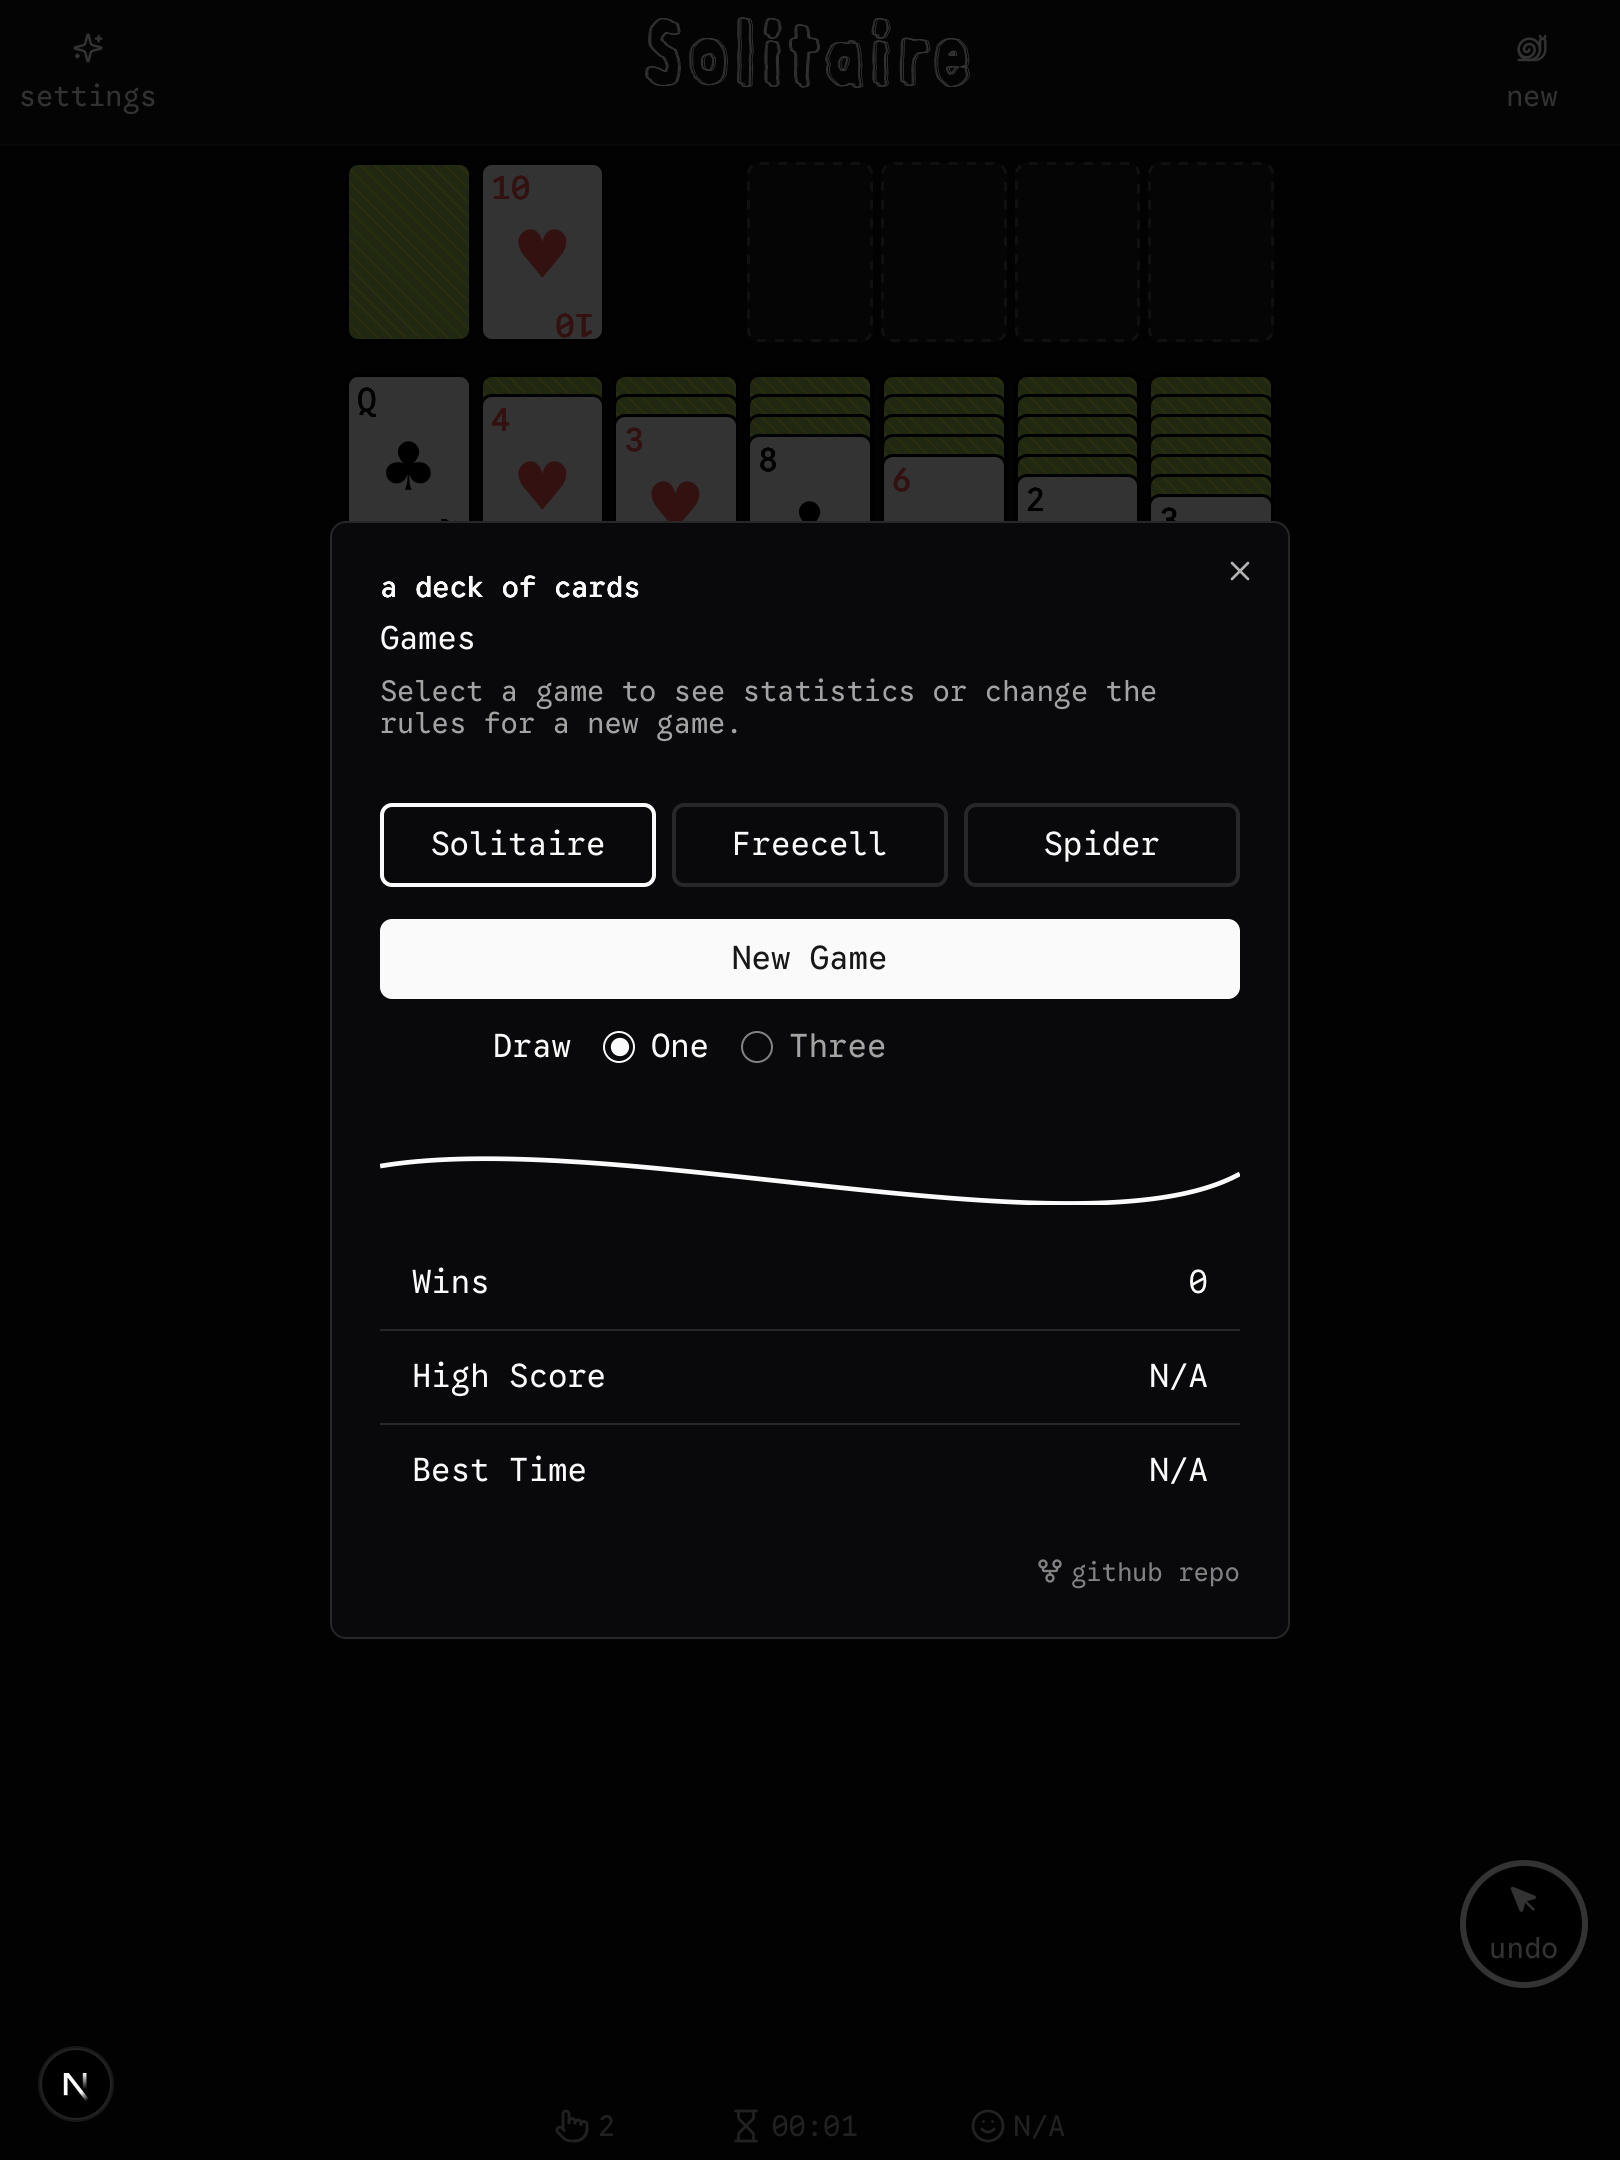 Solitaire
settings
new
10
10
Q
4
3
8
6
2
3
a deck of cards
Games
Select a game to see statistics or change the
rules for a new game.
Solitaire
Freecell
Spider
New Game
Draw One Three
Wins 0
High Score N/A
Best Time N/A
github repo
undo
N
2 00:01 N/A